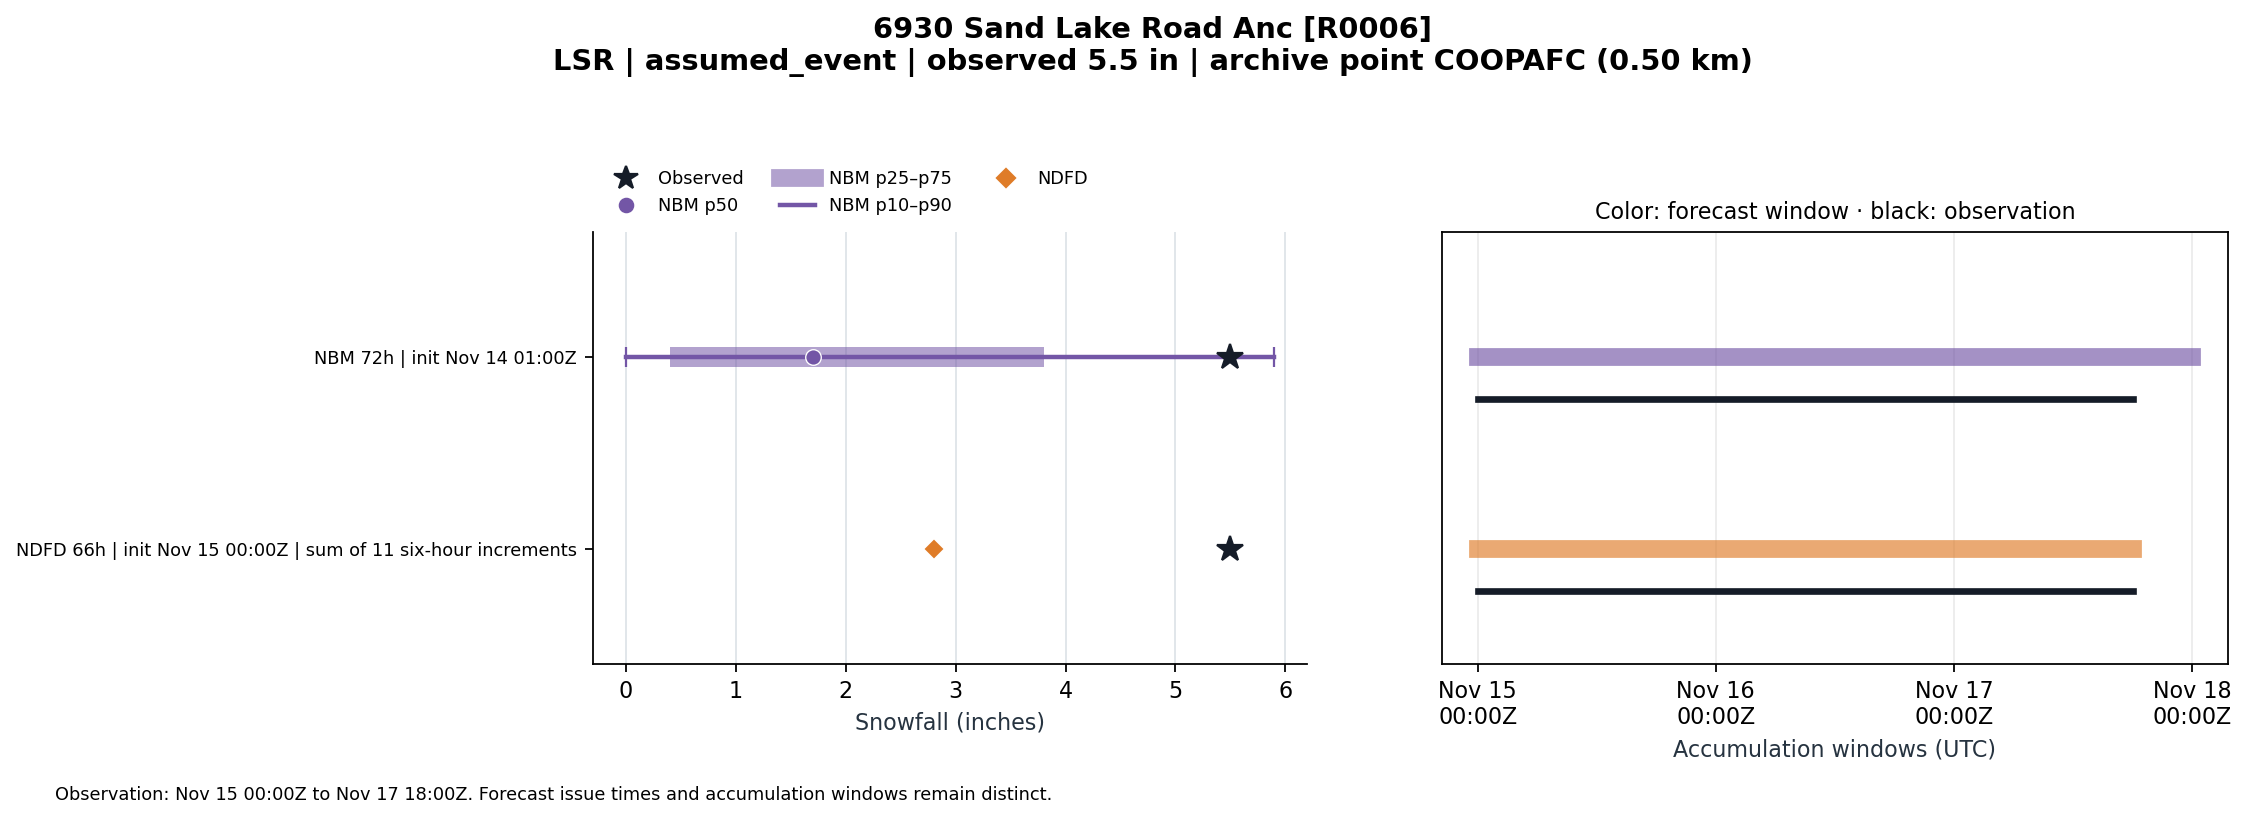 6930 Sand Lake Road Anc [R0006]
LSR | assumed_event | observed 5.5 in | archive point COOPAFC (0.50 km)
Observed
NBM p50
NBM p25–p75
NBM p10–p90
NDFD
NBM 72h | init Nov 14 01:00Z
NDFD 66h | init Nov 15 00:00Z | sum of 11 six-hour increments
0 1 2 3 4 5 6
Snowfall (inches)
Color: forecast window · black: observation
Nov 15 Nov 16 Nov 17 Nov 18
00:00Z 00:00Z 00:00Z 00:00Z
Accumulation windows (UTC)
Observation: Nov 15 00:00Z to Nov 17 18:00Z. Forecast issue times and accumulation windows remain distinct.